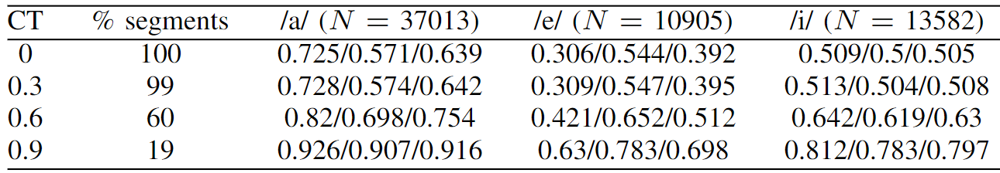 CT % segments /a/ (N = 37013) /e/ (N = 10905) /i/ (N = 13582)
0 100 0.725/0.571/0.639 0.306/0.544/0.392 0.509/0.5/0.505
0.3 99 0.728/0.574/0.642 0.309/0.547/0.395 0.513/0.504/0.508
0.6 60 0.82/0.698/0.754 0.421/0.652/0.512 0.642/0.619/0.63
0.9 19 0.926/0.907/0.916 0.63/0.783/0.698 0.812/0.783/0.797